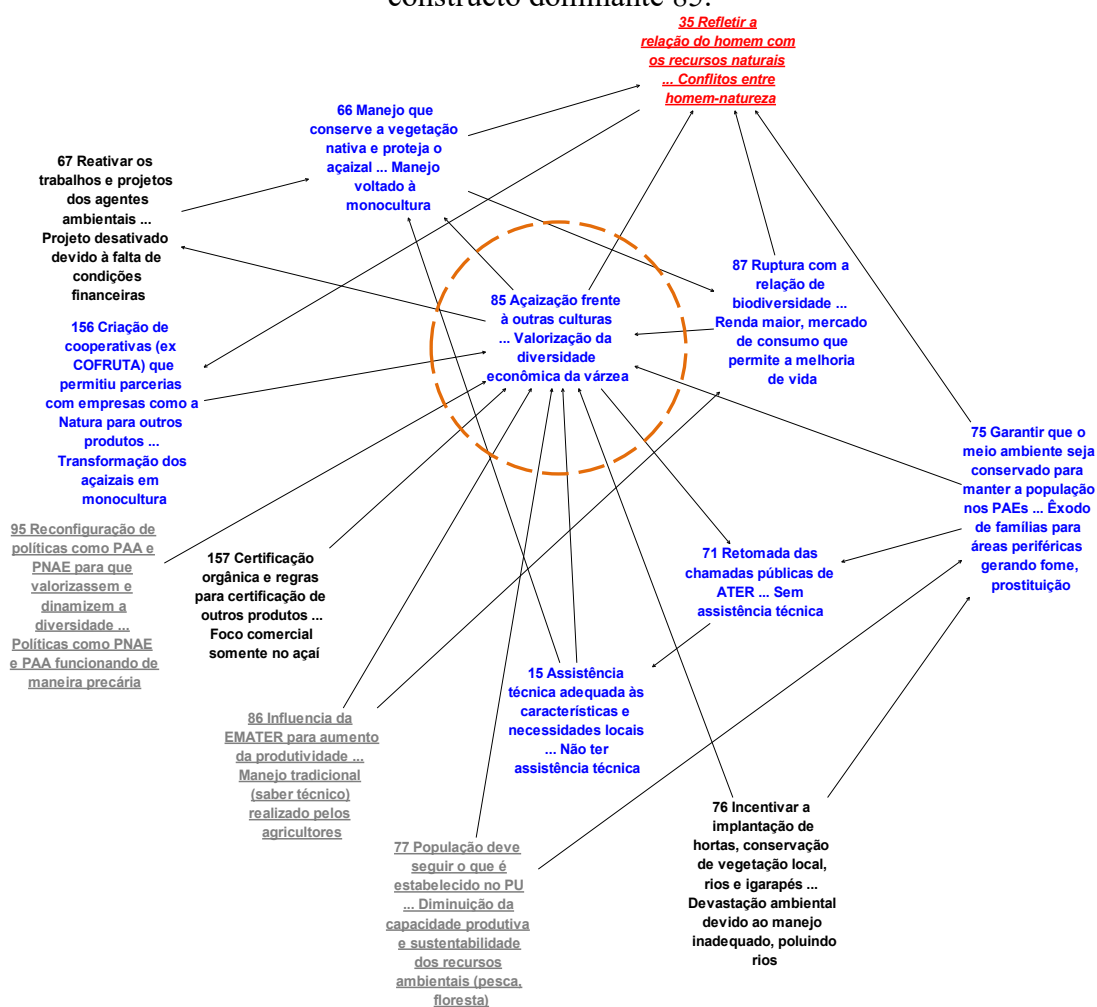 constructo dominante 85.
35 Refletir a
relação do homem com
os recursos naturais
... Conflitos entre
homem-natureza
66 Manejo que
conserve a vegetação
nativa e proteja o
açaizal ... Manejo
voltado à
monocultura
67 Reativar os
trabalhos e projetos
dos agentes
ambientais ...
Projeto desativado
devido à falta de
condições
financeiras
87 Ruptura com a
relação de
biodiversidade ...
Renda maior, mercado
de consumo que
permite a melhoria
de vida
85 Açaização frente
à outras culturas
... Valorização da
diversidade
econômica da várzea
156 Criação de
cooperativas (ex
COFRUTA) que
permitiu parcerias
com empresas como a
Natura para outros
produtos ...
Transformação dos
açaizais em
monocultura
75 Garantir que o
meio ambiente seja
conservado para
manter a população
nos PAEs ... Êxodo
de famílias para
áreas periféricas
gerando fome,
prostituição
95 Reconfiguração de
políticas como PAA e
PNAE para que
valorizassem e
dinamizem a
diversidade ...
Políticas como PNAE
e PAA funcionando de
maneira precária
157 Certificação
orgânica e regras
para certificação de
outros produtos ...
Foco comercial
somente no açaí
71 Retomada das
chamadas públicas de
ATER ... Sem
assistência técnica
15 Assistência
técnica adequada às
características e
necessidades locais
... Não ter
assistência técnica
86 Influencia da
EMATER para aumento
da produtividade ...
Manejo tradicional
(saber técnico)
realizado pelos
agricultores
76 Incentivar a
implantação de
hortas, conservação
de vegetação local,
rios e igarapés ...
Devastação ambiental
devido ao manejo
inadequado, poluindo
rios
77 População deve
seguir o que é
estabelecido no PU
... Diminuição da
capacidade produtiva
e sustentabilidade
dos recursos
ambientais (pesca,
floresta)